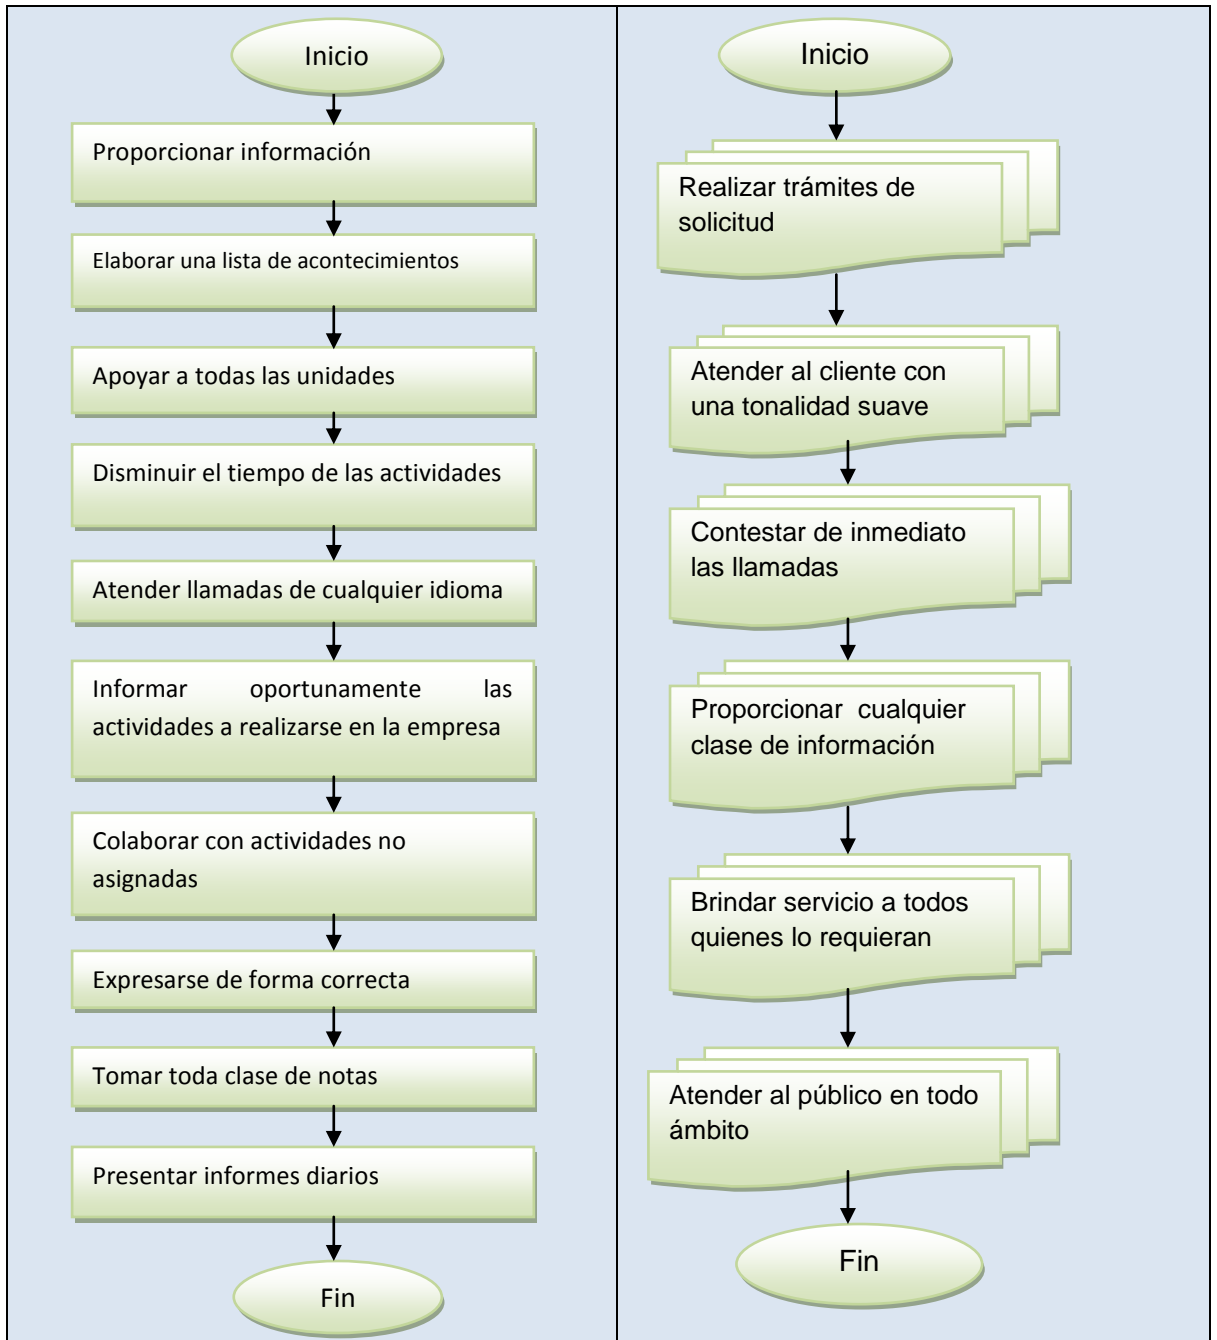 Inicio
Proporcionar información
Elaborar una lista de acontecimientos
Apoyar a todas las unidades
Disminuir el tiempo de las actividades
Atender llamadas de cualquier idioma
Informar oportunamente las
actividades a realizarse en la empresa
Colaborar con actividades no
asignadas
Expresarse de forma correcta
Tomar toda clase de notas
Presentar informes diarios
Fin
Inicio
Realizar trámites de
solicitud
Atender al cliente con
una tonalidad suave
Contestar de inmediato
las llamadas
Proporcionar cualquier
clase de información
Brindar servicio a todos
quienes lo requieran
Atender al público en todo
ámbito
Fin